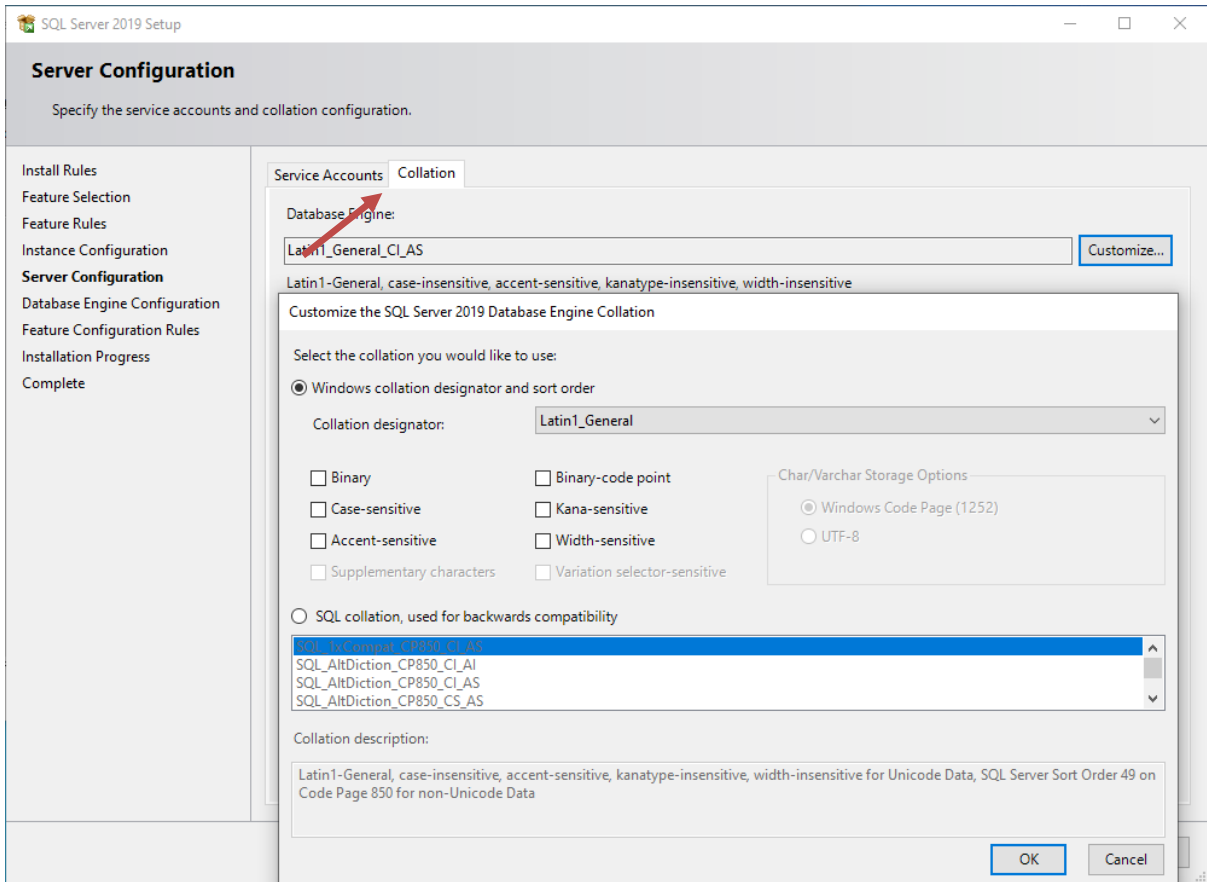 SQL Server 2019 Setup
Server Configuration
Specify the service accounts and collation configuration.
Install Rules
Feature Selection
Feature Rules
Instance Configuration
Server Configuration
Database Engine Configuration
Feature Configuration Rules
Installation Progress
Complete
Service Accounts
Collation
Database Engine:
Latin1_General_CI_AS
Customize...
Latin1-General, case-insensitive, accent-sensitive, kanatype-insensitive, width-insensitive
Customize the SQL Server 2019 Database Engine Collation
Select the collation you would like to use:
Windows collation designator and sort order
Collation designator:
Latin1_General
Binary
Binary-code point
Case-sensitive
Kana-sensitive
Accent-sensitive
Width-sensitive
Supplementary characters
Variation selector-sensitive
Char/Varchar Storage Options
Windows Code Page (1252)
UTF-8
SQL collation, used for backwards compatibility
SQL_1xCompat_CP850_CI_AS
SQL_AltDiction_CP850_CI_AI
SQL_AltDiction_CP850_CI_AS
SQL_AltDiction_CP850_CS_AS
Collation description:
Latin1-General, case-insensitive, accent-sensitive, kanatype-insensitive, width-insensitive for Unicode Data, SQL Server Sort Order 49 on
Code Page 850 for non-Unicode Data
OK
Cancel